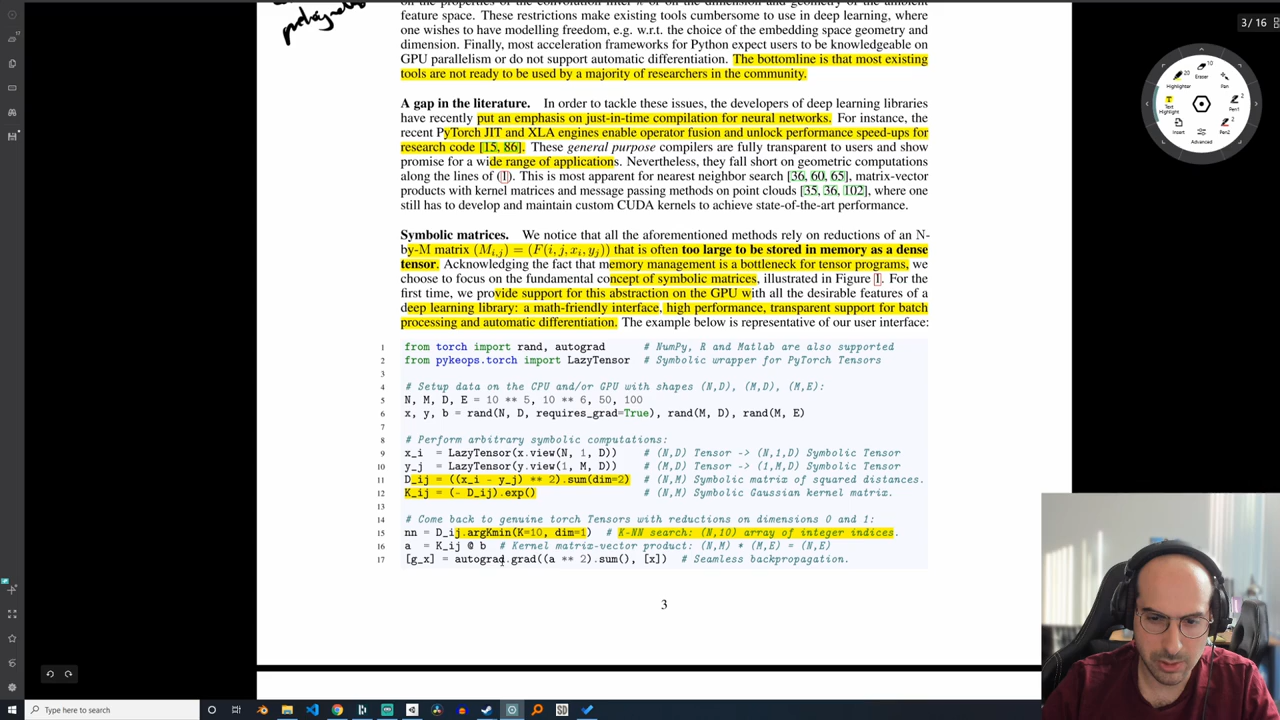 on the properties of the convolution filter k or on the dimension and geometry of the ambient
feature space. These restrictions make existing tools cumbersome to use in deep learning, where
one wishes to have modelling freedom, e.g. w.r.t. the choice of the embedding space geometry and
dimension. Finally, most acceleration frameworks for Python expect users to be knowledgeable on
GPU parallelism or do not support automatic differentiation. The bottomline is that most existing
tools are not ready to be used by a majority of researchers in the community.
A gap in the literature. In order to tackle these issues, the developers of deep learning libraries
have recently put an emphasis on just-in-time compilation for neural networks. For instance, the
recent PyTorch JIT and XLA engines enable operator fusion and unlock performance speed-ups for
research code [15, 86]. These general purpose compilers are fully transparent to users and show
promise for a wide range of applications. Nevertheless, they fall short on geometric computations
along the lines of (1). This is most apparent for nearest neighbor search [36, 60, 65], matrix-vector
products with kernel matrices and message passing methods on point clouds [35, 36, 102], where one
still has to develop and maintain custom CUDA kernels to achieve state-of-the-art performance.
Symbolic matrices. We notice that all the aforementioned methods rely on reductions of an N-
by-M matrix (M_{i,j}) = (F(i, j, x_i, y_j)) that is often too large to be stored in memory as a dense
tensor. Acknowledging the fact that memory management is a bottleneck for tensor programs, we
choose to focus on the fundamental concept of symbolic matrices, illustrated in Figure 1. For the
first time, we provide support for this abstraction on the GPU with all the desirable features of a
deep learning library: a math-friendly interface, high performance, transparent support for batch
processing and automatic differentiation. The example below is representative of our user interface:
1 from torch import rand, autograd # NumPy, R and Matlab are also supported
2 from pykeops.torch import LazyTensor # Symbolic wrapper for PyTorch Tensors
3
4 # Setup data on the CPU and/or GPU with shapes (N,D), (M,D), (M,E):
5 N, M, D, E = 10 ** 5, 10 ** 6, 50, 100
6 x, y, b = rand(N, D, requires_grad=True), rand(M, D), rand(M, E)
7
8 # Perform arbitrary symbolic computations:
9 x_i = LazyTensor(x.view(N, 1, D)) # (N,D) Tensor -> (N,1,D) Symbolic Tensor
10 y_j = LazyTensor(y.view(1, M, D)) # (M,D) Tensor -> (1,M,D) Symbolic Tensor
11 D_ij = ((x_i - y_j) ** 2).sum(dim=2) # (N,M) Symbolic matrix of squared distances.
12 K_ij = (- D_ij).exp() # (N,M) Symbolic Gaussian kernel matrix.
13
14 # Come back to genuine torch Tensors with reductions on dimensions 0 and 1:
15 nn = D_ij.argKmin(K=10, dim=1) # K-NN search: (N,10) array of integer indices.
16 a = K_ij @ b # Kernel matrix-vector product: (N,M) * (M,E) = (N,E)
17 [g_x] = autograd.grad((a ** 2).sum(), [x]) # Seamless backpropagation.
3
3 / 16
Highlighter
20
Eraser
10
Pan
Text
Highlight
Pen1
2
Insert
Pen2
2
Advanced
Type here to search
SD